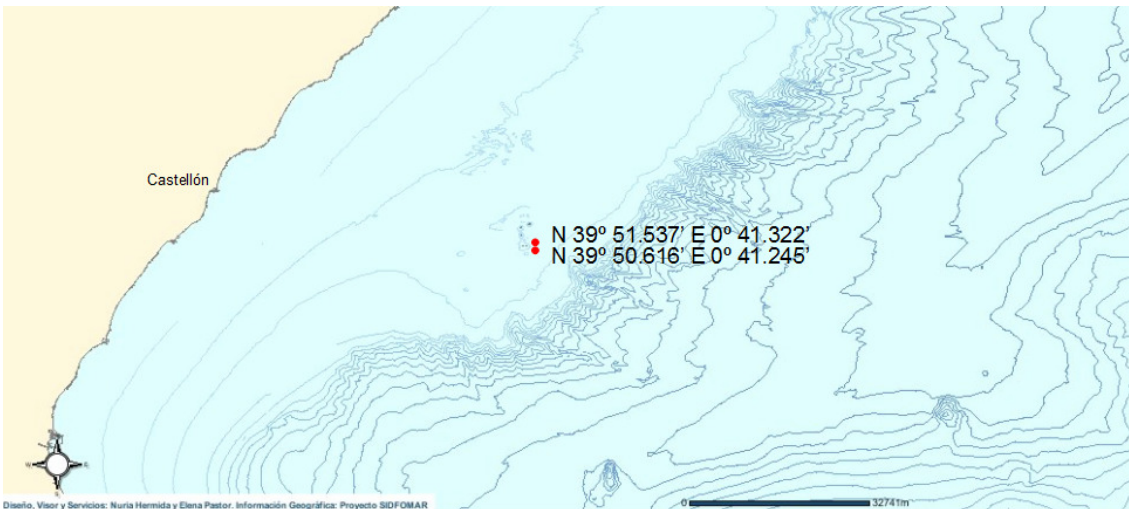 Castellón
N 39º 51.537' E 0º 41.322'
N 39º 50.616' E 0º 41.245'
0 32741m
Diseño, Visor y Servicios: Nuria Hermida y Elena Pastor. Información Geográfica: Proyecto SIDFOMAR